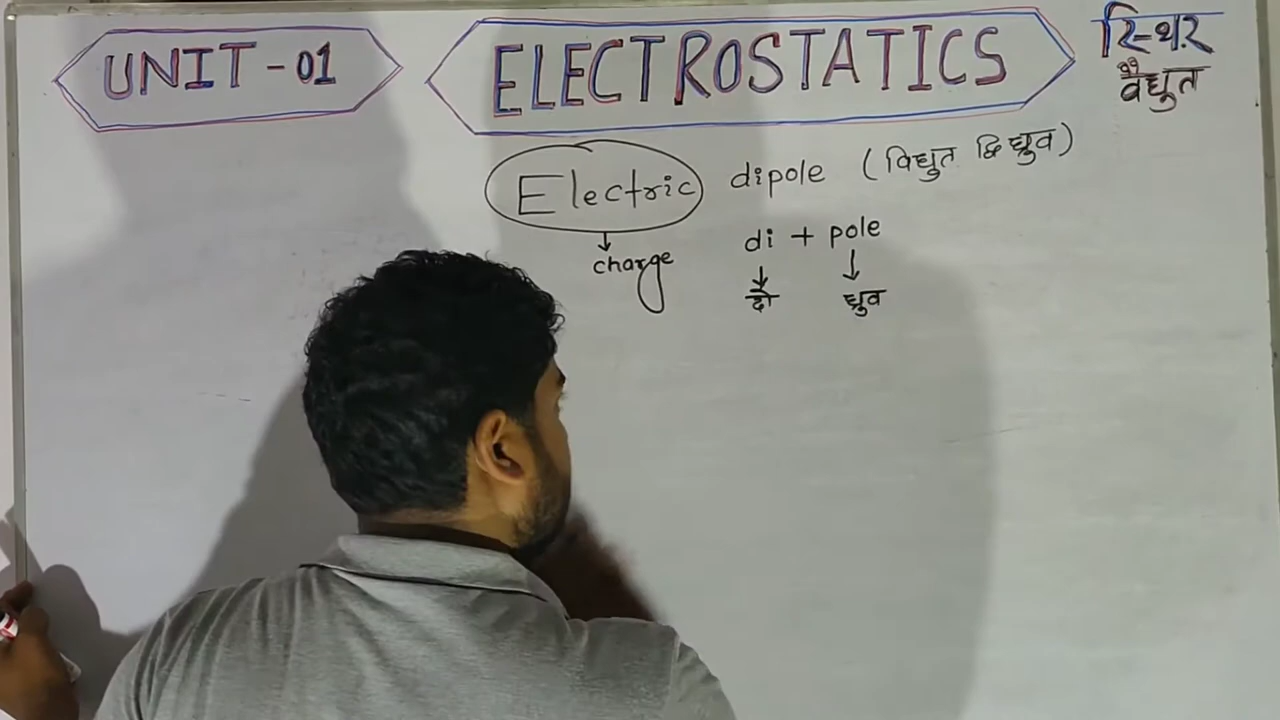 UNIT-01
ELECTROSTATICS
स्थिर
वैद्युत
Electric dipole (विद्युत द्विध्रुव)
charge
di + pole
दो ध्रुव